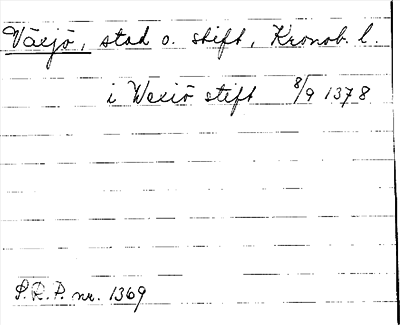 Växjö, stad o. stift, Kronob. l.
i Wexiö stift 8/9 1378
S.R.P. nr. 1369